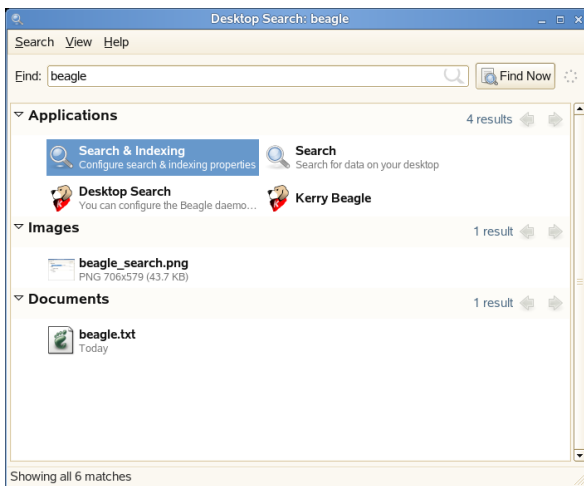 Desktop Search: beagle
Search View Help
Find: beagle Find Now
Applications 4 results
Search & Indexing Search
Configure search & indexing properties Search for data on your desktop
Desktop Search Kerry Beagle
You can configure the Beagle daemo...
Images 1 result
beagle_search.png
PNG 706x579 (43.7 KB)
Documents 1 result
beagle.txt
Today
Showing all 6 matches